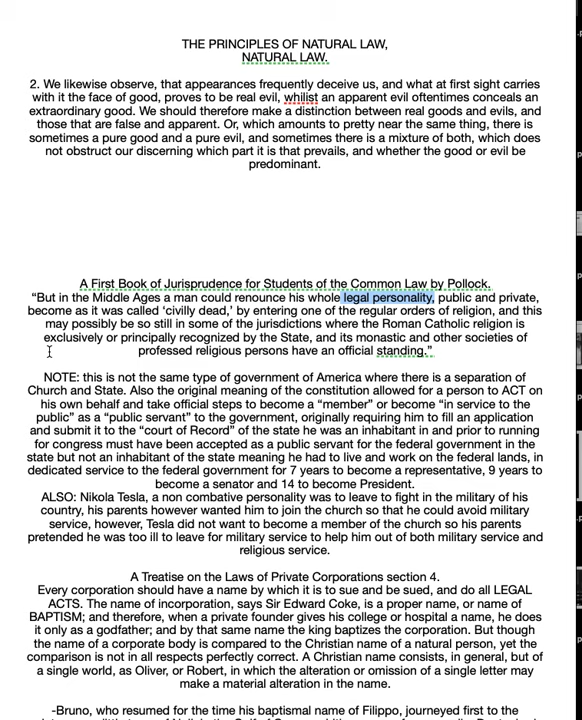 THE PRINCIPLES OF NATURAL LAW,
NATURAL LAW.
2. We likewise observe, that appearances frequently deceive us, and what at first sight carries
with it the face of good, proves to be real evil, whilist an apparent evil oftentimes conceals an
extraordinary good. We should therefore make a distinction between real goods and evils, and
those that are false and apparent. Or, which amounts to pretty near the same thing, there is
sometimes a pure good and a pure evil, and sometimes there is a mixture of both, which does
not obstruct our discerning which part it is that prevails, and whether the good or evil be
predominant.
A First Book of Jurisprudence for Students of the Common Law by Pollock.
“But in the Middle Ages a man could renounce his whole legal personality, public and private,
become as it was called ‘civilly dead,’ by entering one of the regular orders of religion, and this
may possibly be so still in some of the jurisdictions where the Roman Catholic religion is
exclusively or principally recognized by the State, and its monastic and other societies of
professed religious persons have an official standing.”
NOTE: this is not the same type of government of America where there is a separation of
Church and State. Also the original meaning of the constitution allowed for a person to ACT on
his own behalf and take official steps to become a “member” or become “in service to the
public” as a “public servant” to the government, originally requiring him to fill an application
and submit it to the “court of Record” of the state he was an inhabitant in and prior to running
for congress must have been accepted as a public servant for the federal government in the
state but not an inhabitant of the state meaning he had to live and work on the federal lands, in
dedicated service to the federal government for 7 years to become a representative, 9 years to
become a senator and 14 to become President.
ALSO: Nikola Tesla, a non combative personality was to leave to fight in the military of his
country, his parents however wanted him to join the church so that he could avoid military
service, however, Tesla did not want to become a member of the church so his parents
pretended he was too ill to leave for military service to help him out of both military service and
religious service.
A Treatise on the Laws of Private Corporations section 4.
Every corporation should have a name by which it is to sue and be sued, and do all LEGAL
ACTS. The name of incorporation, says Sir Edward Coke, is a proper name, or name of
BAPTISM; and therefore, when a private founder gives his college or hospital a name, he does
it only as a godfather; and by that same name the king baptizes the corporation. But though
the name of a corporate body is compared to the Christian name of a natural person, yet the
comparison is not in all respects perfectly correct. A Christian name consists, in general, but of
a single word, as Oliver, or Robert, in which the alteration or omission of a single letter may
make a material alteration in the name.
-Bruno, who resumed for the time his baptismal name of Filippo, journeyed first to the